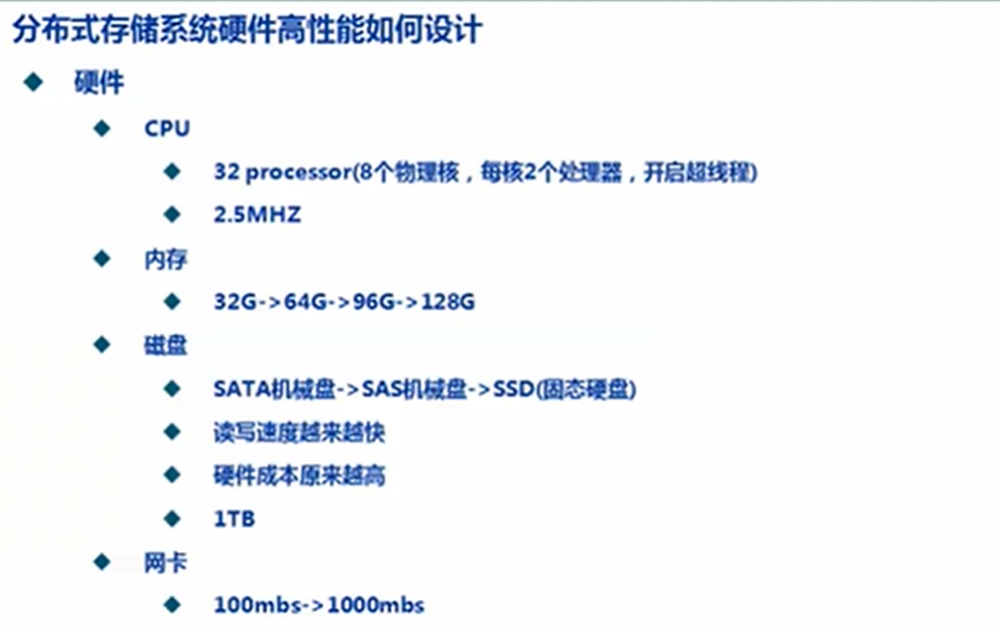 分布式存储系统硬件高性能如何设计
硬件
CPU
32 processor(8个物理核，每核2个处理器，开启超线程)
2.5MHZ
内存
32G->64G->96G->128G
磁盘
SATA机械盘->SAS机械盘->SSD(固态硬盘)
读写速度越来越快
硬件成本原来越高
1TB
网卡
100mbs->1000mbs